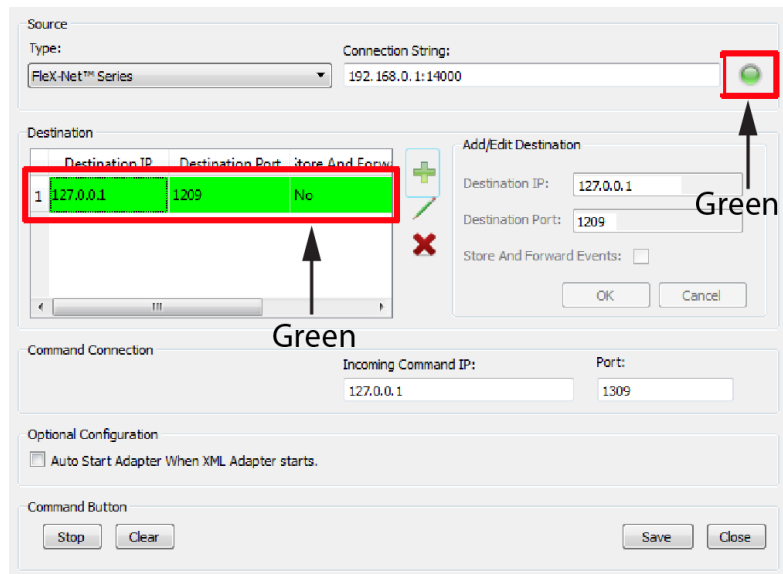 Source
Type: Connection String:
FleX-Net™ Series 192.168.0.1:14000
Destination
Destination IP Destination Port itore And Forw
1 127.0.0.1 1209 No
Green
Add/Edit Destination
Destination IP: 127.0.0.1
Green
Destination Port: 1209
Store And Forward Events:
OK Cancel
Green
Command Connection
Incoming Command IP: Port:
127.0.0.1 1309
Optional Configuration
Auto Start Adapter When XML Adapter starts.
Command Button
Stop Clear Save Close